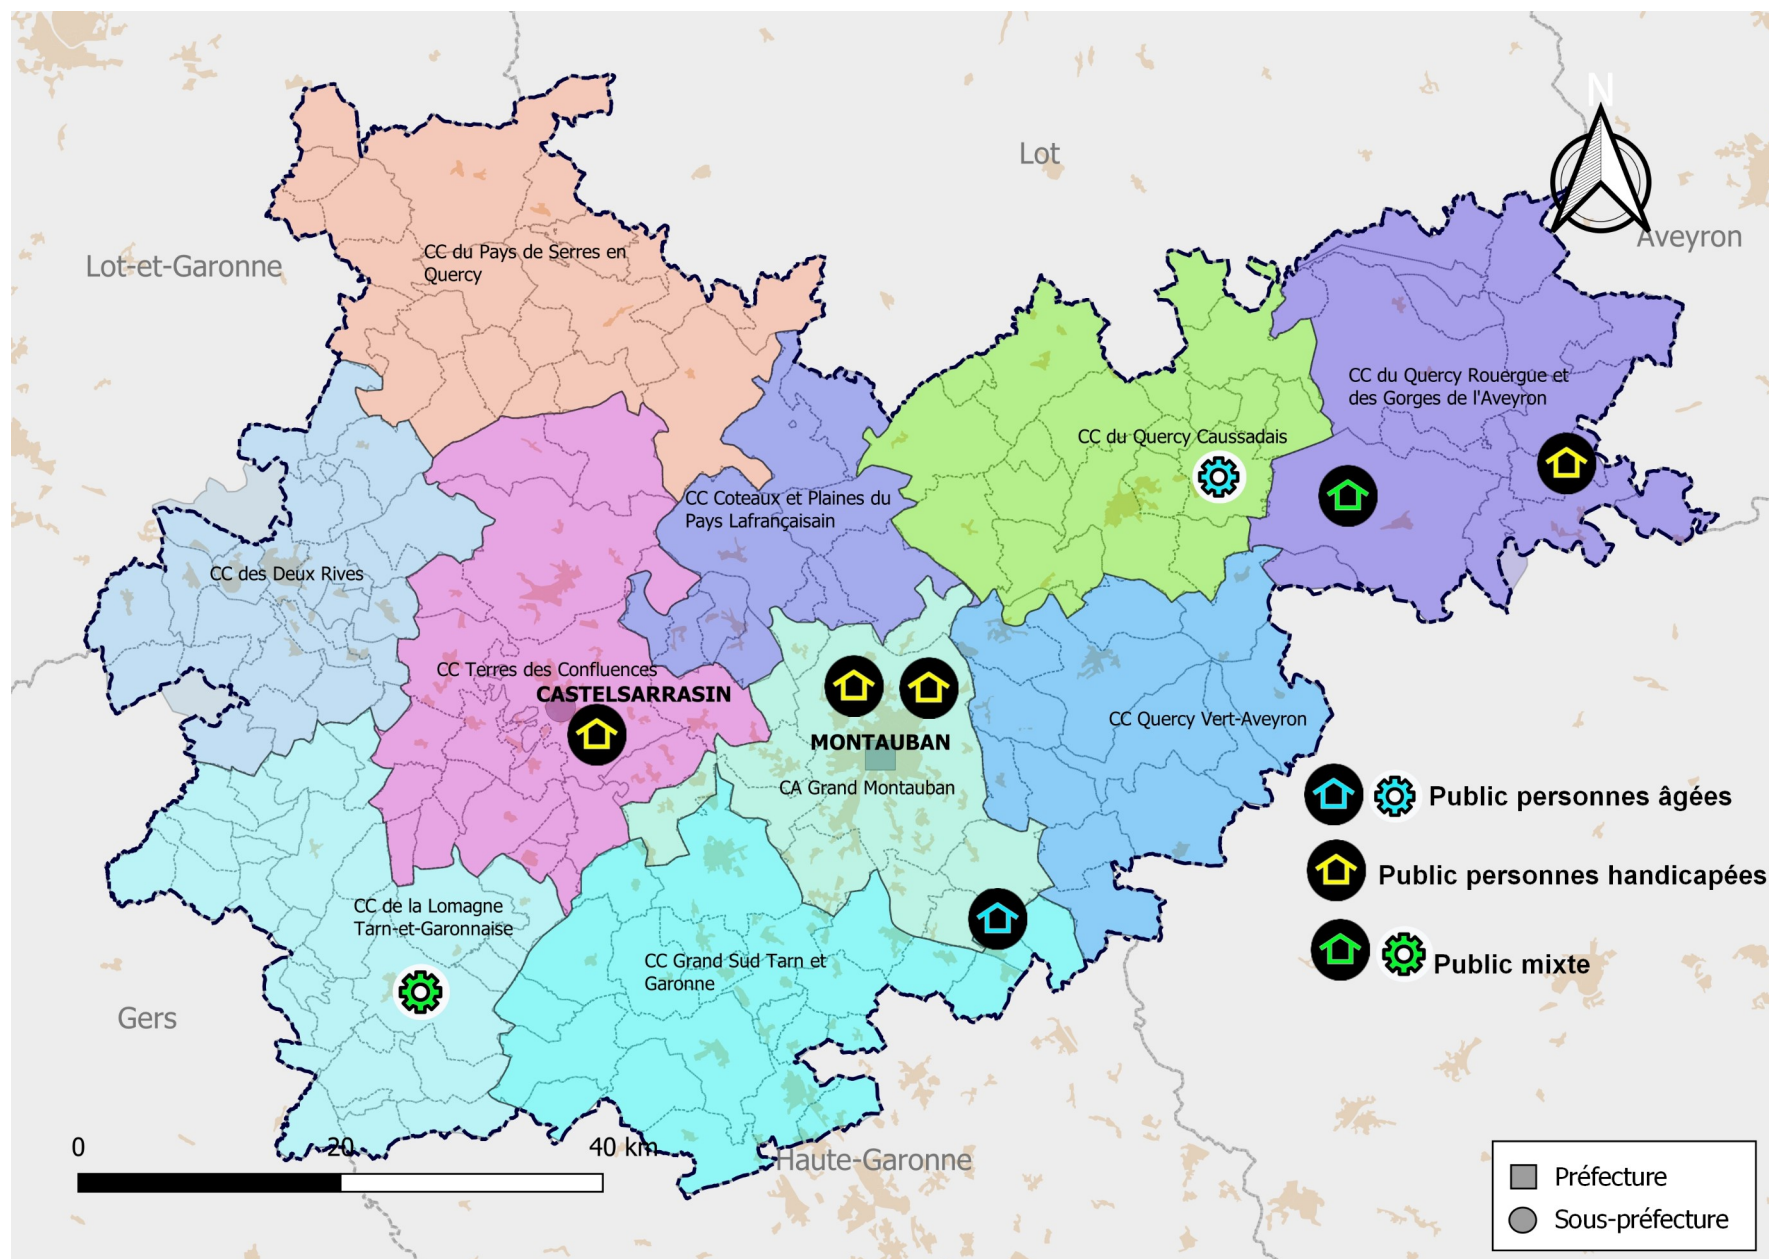 N
Lot
Aveyron
Lot-et-Garonne
CC du Pays de Serres en
Quercy
CC du Quercy Rouergue et
des Gorges de l'Aveyron
CC du Quercy Caussadais
CC Coteaux et Plaines du
Pays Lafrançaisain
CC des Deux Rives
CC Terres des Confluences
CASTELSARRASIN
CC Quercy Vert-Aveyron
MONTAUBAN
CA Grand Montauban
Public personnes âgées
Public personnes handicapées
CC de la Lomagne
Tarn-et-Garonnaise
CC Grand Sud Tarn et
Garonne
Public mixte
Gers
0 20 40 km
Haute-Garonne
Préfecture
Sous-préfecture